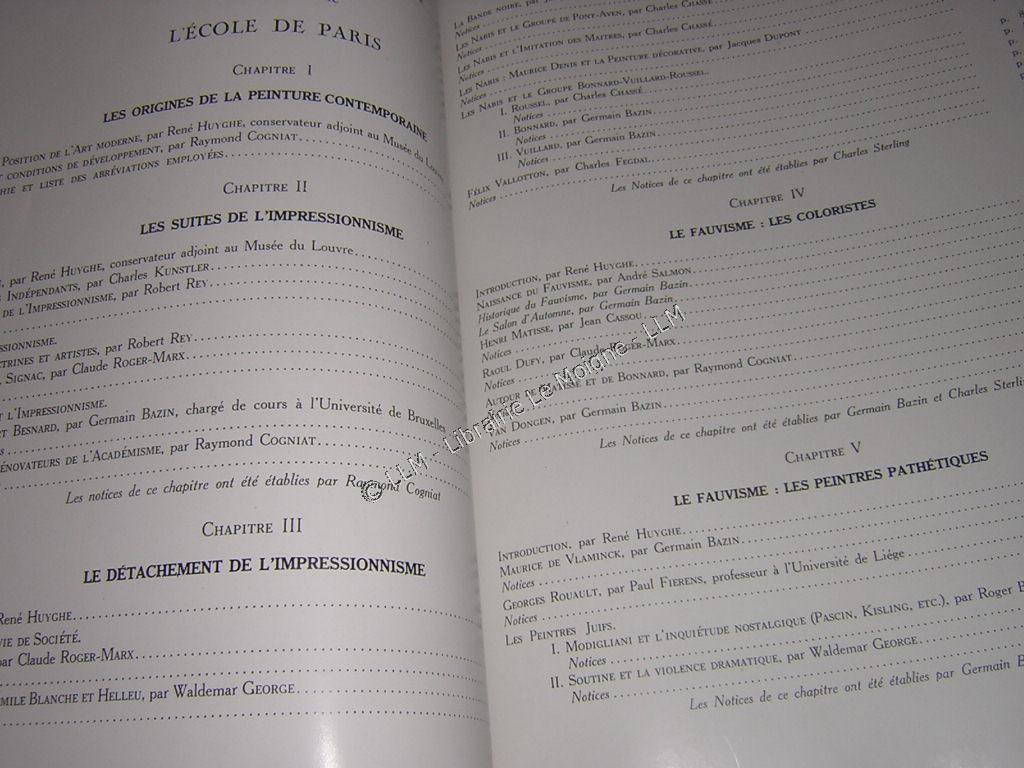 L'ÉCOLE DE PARIS
CHAPITRE I
LES ORIGINES DE LA PEINTURE CONTEMPORAINE
POSITION DE L'ART MODERNE, par René HUYGHE, conservateur adjoint au Musée du Louvre
CONDITIONS DE DÉVELOPPEMENT, par Raymond COGNIAT
ET LISTE DES ABRÉVIATIONS EMPLOYÉES
CHAPITRE II
LES SUITES DE L'IMPRESSIONNISME
par René HUYGHE, conservateur adjoint au Musée du Louvre
INDÉPENDANTS, par Charles KUNSTLER
DE L'IMPRESSIONNISME, par Robert REY
ET ARTISTES, par Robert REY
SIGNAC, par Claude ROGER-MARX
L'IMPRESSIONNISME.
BESNARD, par Germain BAZIN, chargé de cours à l'Université de Bruxelles
DE L'ACADÉMISME, par Raymond COGNIAT
Les notices de ce chapitre ont été établies par Raymond Cogniat
CHAPITRE III
LE DÉTACHEMENT DE L'IMPRESSIONNISME
René HUYGHE
VIE DE SOCIÉTÉ.
par Claude ROGER-MARX
BLANCHE ET HELLEU, par Waldemar GEORGE
LA BANDE NOIRE, par
Notices
LES NABIS ET LE GROUPE DE PONT-AVEN, par Charles CHASSÉ
Notices
LES NABIS ET L'IMITATION DES MAITRES, par Charles CHASSÉ
Notices
LES NABIS : MAURICE DENIS ET LA PEINTURE DÉCORATIVE, par Jacques DUPONT
Notices
LES NABIS ET LE GROUPE BONNARD-VUILLARD-ROUSSEL.
I. ROUSSEL, par Charles CHASSÉ
Notices
II. BONNARD, par Germain BAZIN
Notices
III. VUILLARD, par Germain BAZIN
Notices
FÉLIX VALLOTTON, par Charles FEGDAL
Notices
Les Notices de ce chapitre ont été établies par Charles Sterling
CHAPITRE IV
LE FAUVISME : LES COLORISTES
INTRODUCTION, par René HUYGHE
NAISSANCE DU FAUVISME, par André SALMON
Historique du Fauvisme, par Germain Bazin
Le Salon d'Automne, par Germain Bazin
HENRI MATISSE, par Jean CASSOU
Notices
RAOUL DUFY, par Claude ROGER-MARX
Notices
AUTOUR DE MATISSE ET DE BONNARD, par Raymond COGNIAT
VAN DONGEN, par Germain BAZIN
Notices
Les Notices de ce chapitre ont été établies par Germain Bazin et Charles Sterling
CHAPITRE V
LE FAUVISME : LES PEINTRES PATHÉTIQUES
INTRODUCTION, par René HUYGHE
MAURICE DE VLAMINCK, par Germain BAZIN
Notices
GEORGES ROUAULT, par Paul FIERENS, professeur à l'Université de Liége
Notices
LES PEINTRES JUIFS.
I. MODIGLIANI ET L'INQUIÉTUDE NOSTALGIQUE (PASCIN, KISLING, ETC.), par Roger
Notices
II. SOUTINE ET LA VIOLENCE DRAMATIQUE, par Waldemar GEORGE
Notices
Les Notices de ce chapitre ont été établies par Germain
© LLM - Librairie Le Moigne - LLM